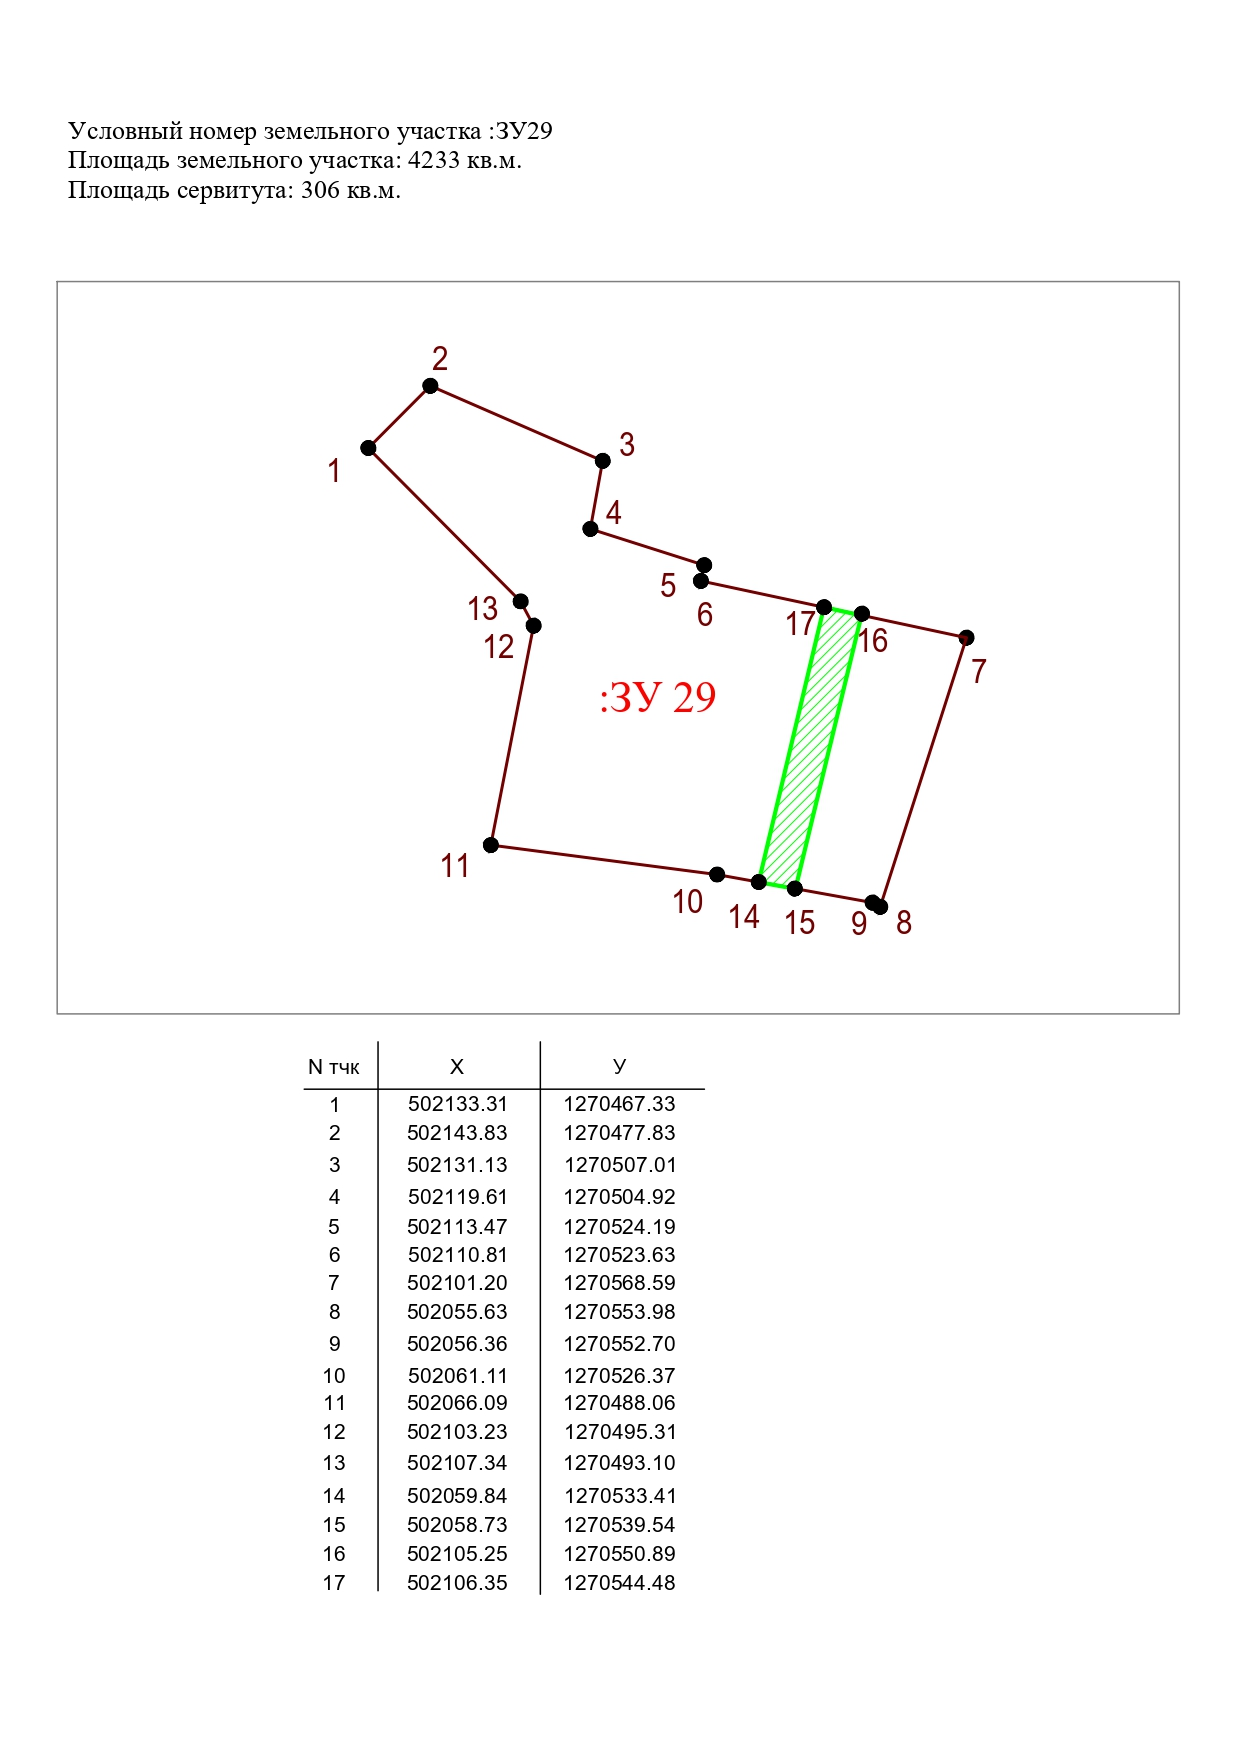 Условный номер земельного участка :ЗУ29
Площадь земельного участка: 4233 кв.м.
Площадь сервитута: 306 кв.м.
2
3
1
4
5
6
13
12
17
16
7
:ЗУ 29
11
10
14
15
9
8
N тчк X У
1 502133.31 1270467.33
2 502143.83 1270477.83
3 502131.13 1270507.01
4 502119.61 1270504.92
5 502113.47 1270524.19
6 502110.81 1270523.63
7 502101.20 1270568.59
8 502055.63 1270553.98
9 502056.36 1270552.70
10 502061.11 1270526.37
11 502066.09 1270488.06
12 502103.23 1270495.31
13 502107.34 1270493.10
14 502059.84 1270533.41
15 502058.73 1270539.54
16 502105.25 1270550.89
17 502106.35 1270544.48